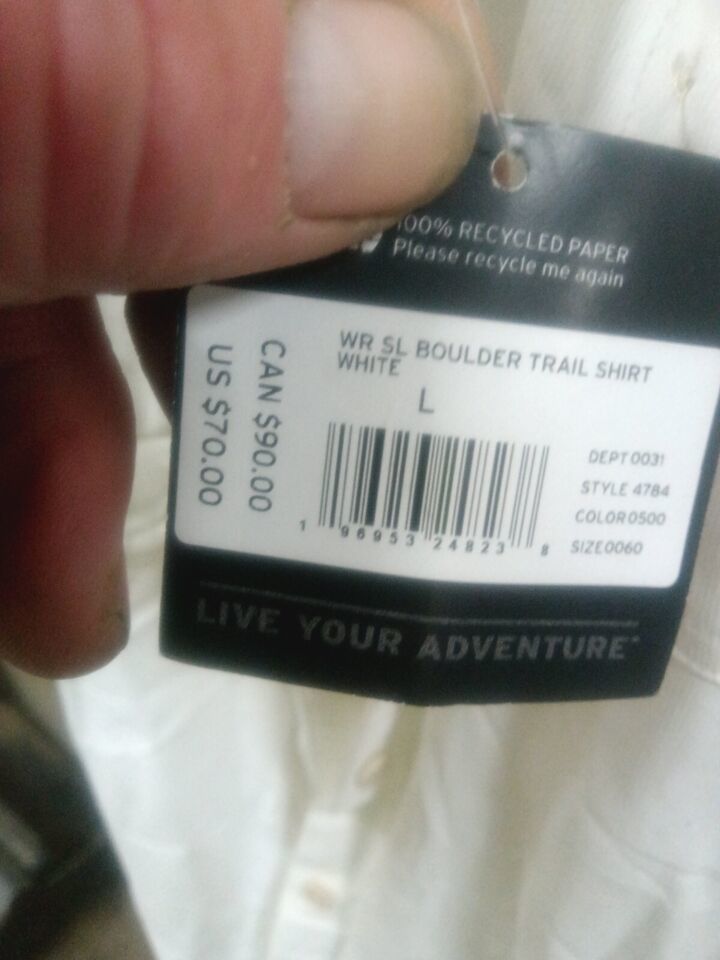 100% RECYCLED PAPER
Please recycle me again
WR SL BOULDER TRAIL SHIRT
WHITE
L
CAN $90.00
US $70.00
DEPT 0031
STYLE 4784
COLOR 0500
SIZE 0060
1 96953 24823 8
LIVE YOUR ADVENTURE